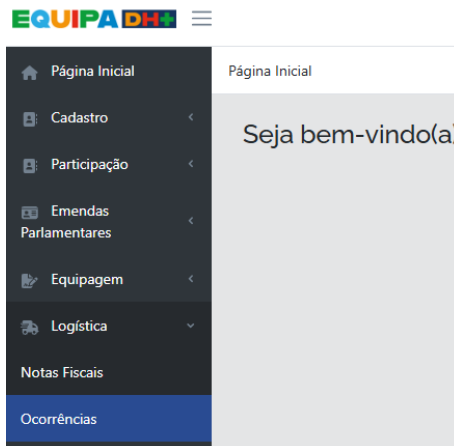 EQUIPA DH+
Página Inicial
Cadastro
Participação
Emendas
Parlamentares
Equipagem
Logística
Notas Fiscais
Ocorrências
Página Inicial
Seja bem-vindo(a)